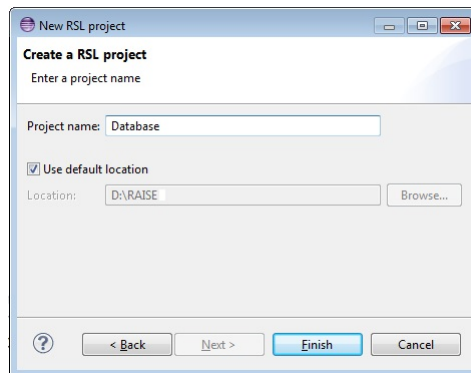 New RSL project
Create a RSL project
Enter a project name
Project name: Database
Use default location
Location: D:\RAISE Browse...
? < Back Next > Finish Cancel